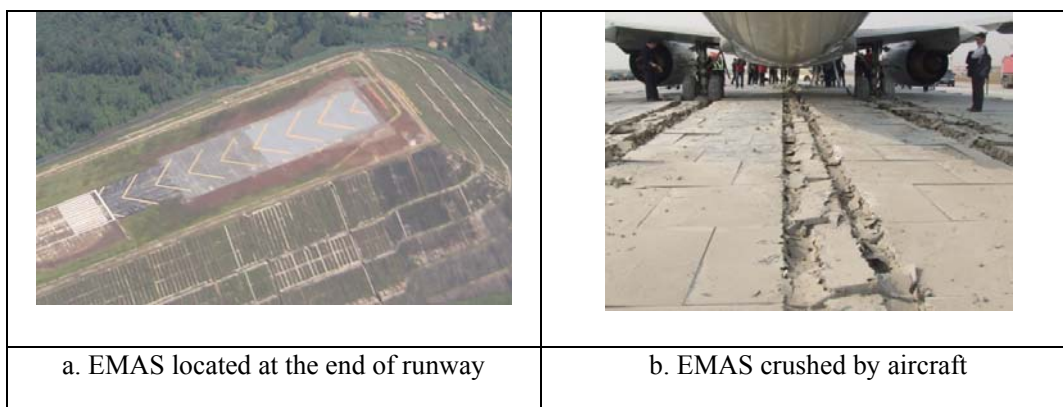 a. EMAS located at the end of runway
b. EMAS crushed by aircraft